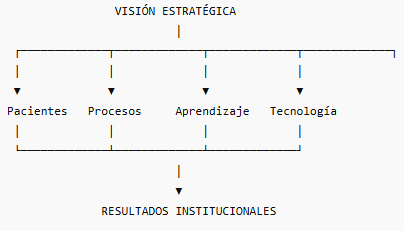 VISIÓN ESTRATÉGICA
Pacientes Procesos Aprendizaje Tecnología
RESULTADOS INSTITUCIONALES